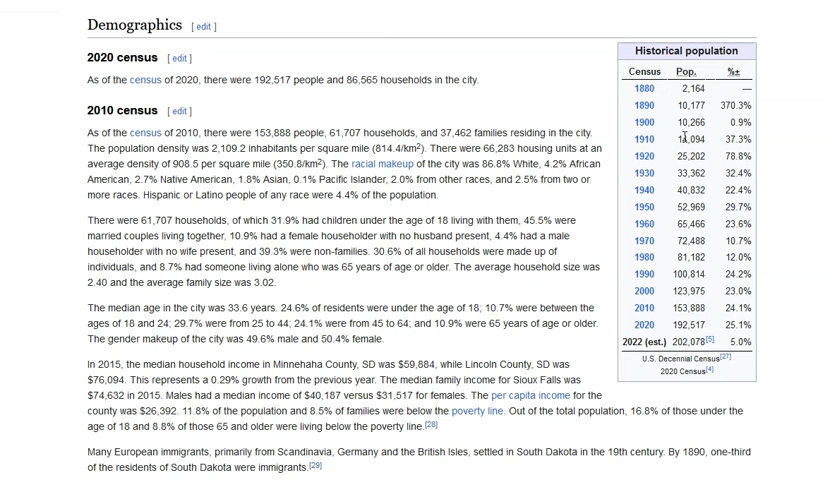 Demographics [ edit ]
2020 census [ edit ]
As of the census of 2020, there were 192,517 people and 86,565 households in the city.
2010 census [ edit ]
As of the census of 2010, there were 153,888 people, 61,707 households, and 37,462 families residing in the city.
The population density was 2,109.2 inhabitants per square mile (814.4/km2). There were 66,283 housing units at an
average density of 908.5 per square mile (350.8/km2). The racial makeup of the city was 86.8% White, 4.2% African
American, 2.7% Native American, 1.8% Asian, 0.1% Pacific Islander, 2.0% from other races, and 2.5% from two or
more races. Hispanic or Latino people of any race were 4.4% of the population.
There were 61,707 households, of which 31.9% had children under the age of 18 living with them, 45.5% were
married couples living together, 10.9% had a female householder with no husband present, 4.4% had a male
householder with no wife present, and 39.3% were non-families. 30.6% of all households were made up of
individuals, and 8.7% had someone living alone who was 65 years of age or older. The average household size was
2.40 and the average family size was 3.02.
The median age in the city was 33.6 years. 24.6% of residents were under the age of 18; 10.7% were between the
ages of 18 and 24; 29.7% were from 25 to 44; 24.1% were from 45 to 64; and 10.9% were 65 years of age or older.
The gender makeup of the city was 49.6% male and 50.4% female.
In 2015, the median household income in Minnehaha County, SD was $59,884, while Lincoln County, SD was
$76,094. This represents a 0.29% growth from the previous year. The median family income for Sioux Falls was
$74,632 in 2015. Males had a median income of $40,187 versus $31,517 for females. The per capita income for the
county was $26,392. 11.8% of the population and 8.5% of families were below the poverty line. Out of the total population, 16.8% of those under the
age of 18 and 8.8% of those 65 and older were living below the poverty line.[28]
Many European immigrants, primarily from Scandinavia, Germany and the British Isles, settled in South Dakota in the 19th century. By 1890, one-third
of the residents of South Dakota were immigrants.[29]
Historical population
Census Pop. %±
1880 2,164 —
1890 10,177 370.3%
1900 10,266 0.9%
1910 14,094 37.3%
1920 25,202 78.8%
1930 33,362 32.4%
1940 40,832 22.4%
1950 52,969 29.7%
1960 65,466 23.6%
1970 72,488 10.7%
1980 81,182 12.0%
1990 100,814 24.2%
2000 123,975 23.0%
2010 153,888 24.1%
2020 192,517 25.1%
2022 (est.) 202,078[5] 5.0%
U.S. Decennial Census[27]
2020 Census[4]